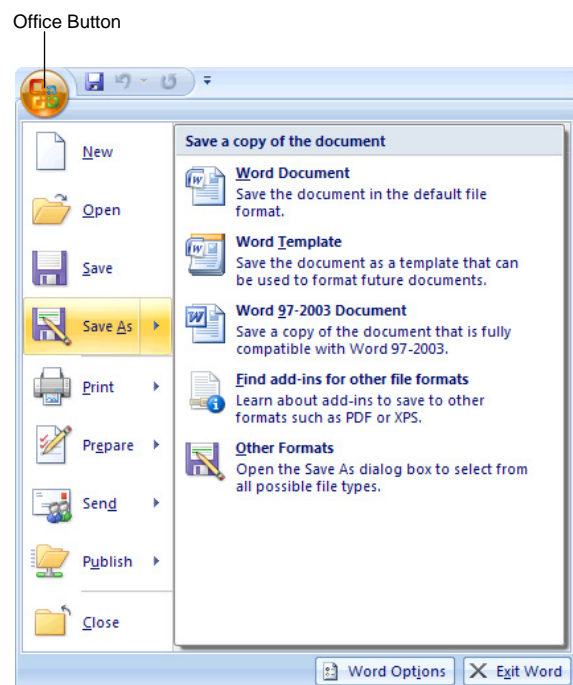 Office Button
New
Open
Save
Save As
Print
Prepare
Send
Publish
Close
Save a copy of the document
Word Document
Save the document in the default file
format.
Word Template
Save the document as a template that can
be used to format future documents.
Word 97-2003 Document
Save a copy of the document that is fully
compatible with Word 97-2003.
Find add-ins for other file formats
Learn about add-ins to save to other
formats such as PDF or XPS.
Other Formats
Open the Save As dialog box to select from
all possible file types.
Word Options
Exit Word